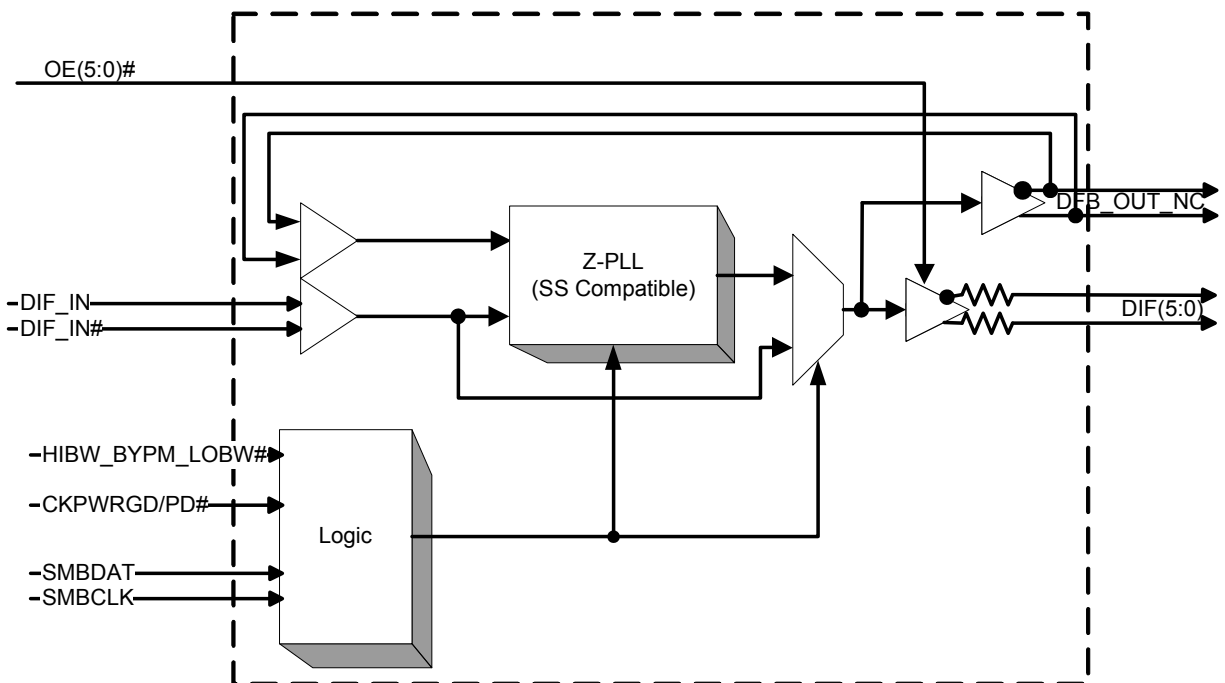 OE(5:0)#
DFB_OUT_NC
Z-PLL
(SS Compatible)
DIF_IN
DIF_IN#
DIF(5:0)
HIBW_BYPM_LOBW#
CKPWRGD/PD#
Logic
SMBDAT
SMBCLK